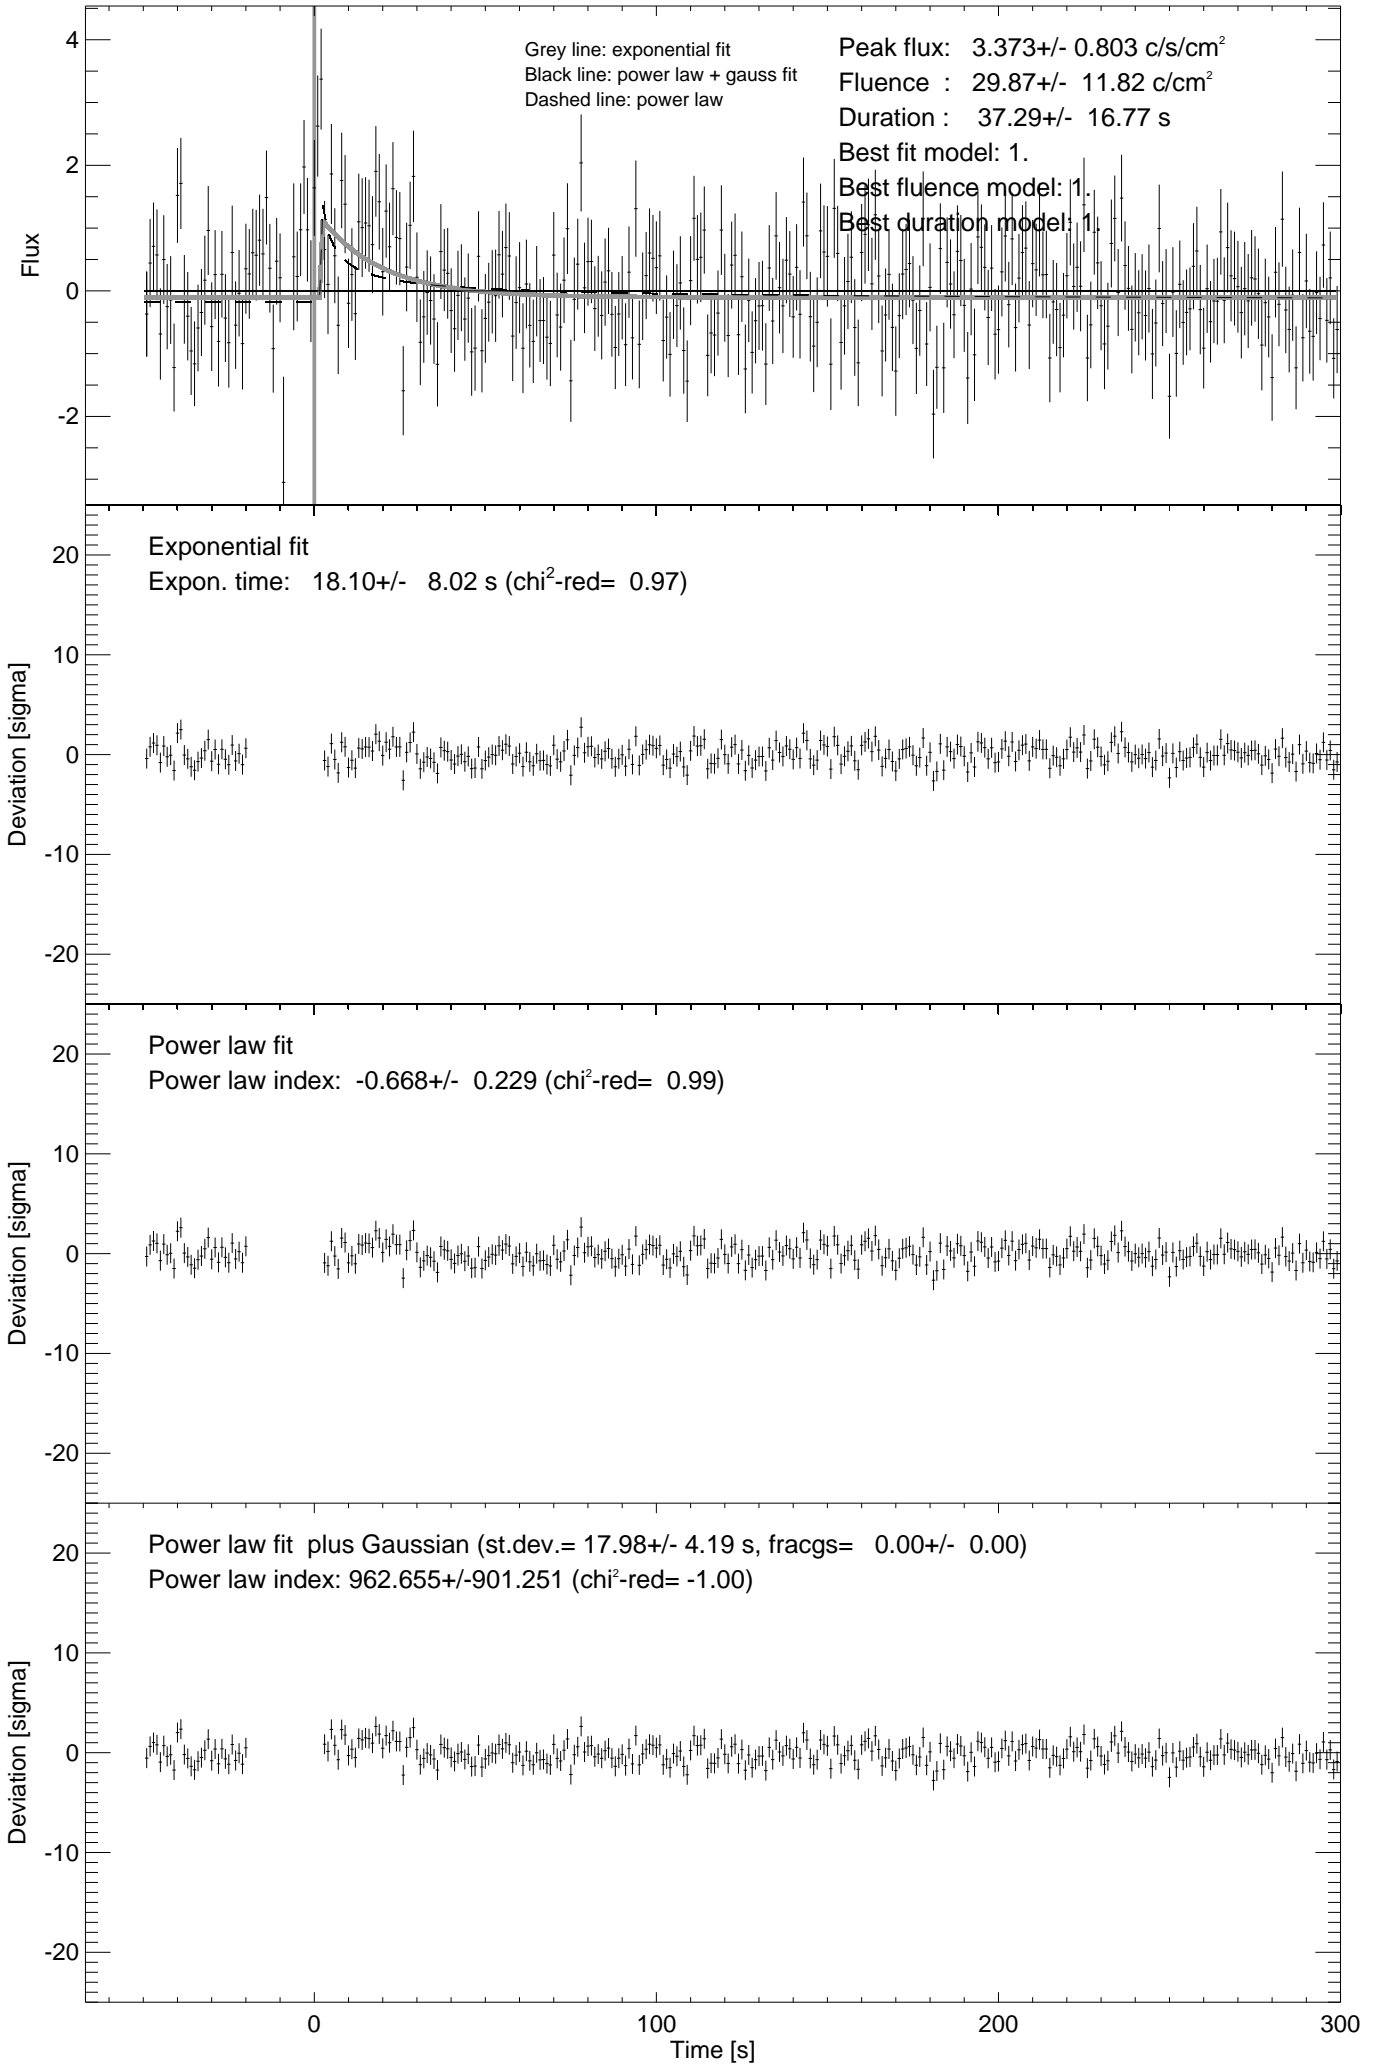 Grey line: exponential fit
Black line: power law + gauss fit
Dashed line: power law
Peak flux: 3.373+/- 0.803 c/s/cm²
Fluence : 29.87+/- 11.82 c/cm²
Duration : 37.29+/- 16.77 s
Best fit model: 1.
Best fluence model: 1.
Best duration model: 1.
4
2
0
-2
Flux
Exponential fit
Expon. time: 18.10+/- 8.02 s (chi²-red= 0.97)
20
10
0
-10
-20
Deviation [sigma]
Power law fit
Power law index: -0.668+/- 0.229 (chi²-red= 0.99)
20
10
0
-10
-20
Deviation [sigma]
Power law fit plus Gaussian (st.dev.= 17.98+/- 4.19 s, fracgs= 0.00+/- 0.00)
Power law index: 962.655+/-901.251 (chi²-red= -1.00)
20
10
0
-10
-20
Deviation [sigma]
0 100 200 300
Time [s]